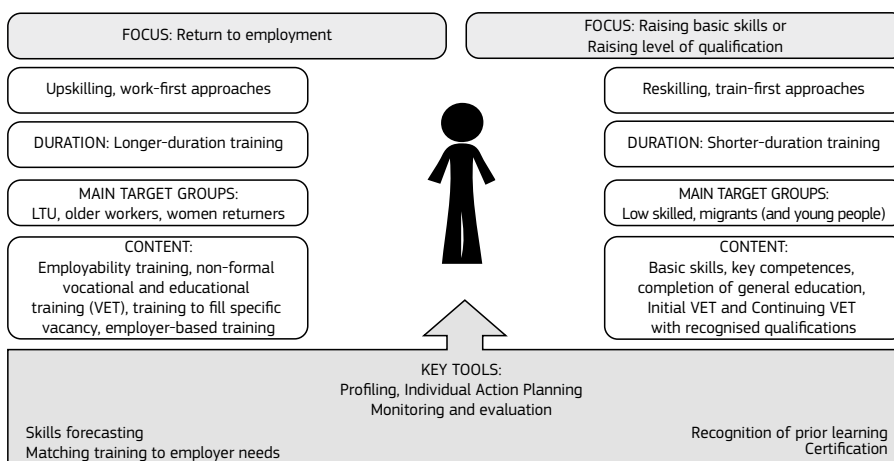 FOCUS: Return to employment
FOCUS: Raising basic skills or
Raising level of qualification
Upskilling, work-first approaches
Reskilling, train-first approaches
DURATION: Longer-duration training
DURATION: Shorter-duration training
MAIN TARGET GROUPS:
LTU, older workers, women returners
MAIN TARGET GROUPS:
Low skilled, migrants (and young people)
CONTENT:
Employability training, non-formal
vocational and educational
training (VET), training to fill specific
vacancy, employer-based training
CONTENT:
Basic skills, key competences,
completion of general education,
Initial VET and Continuing VET
with recognised qualifications
KEY TOOLS:
Profiling, Individual Action Planning
Monitoring and evaluation
Skills forecasting
Matching training to employer needs
Recognition of prior learning
Certification